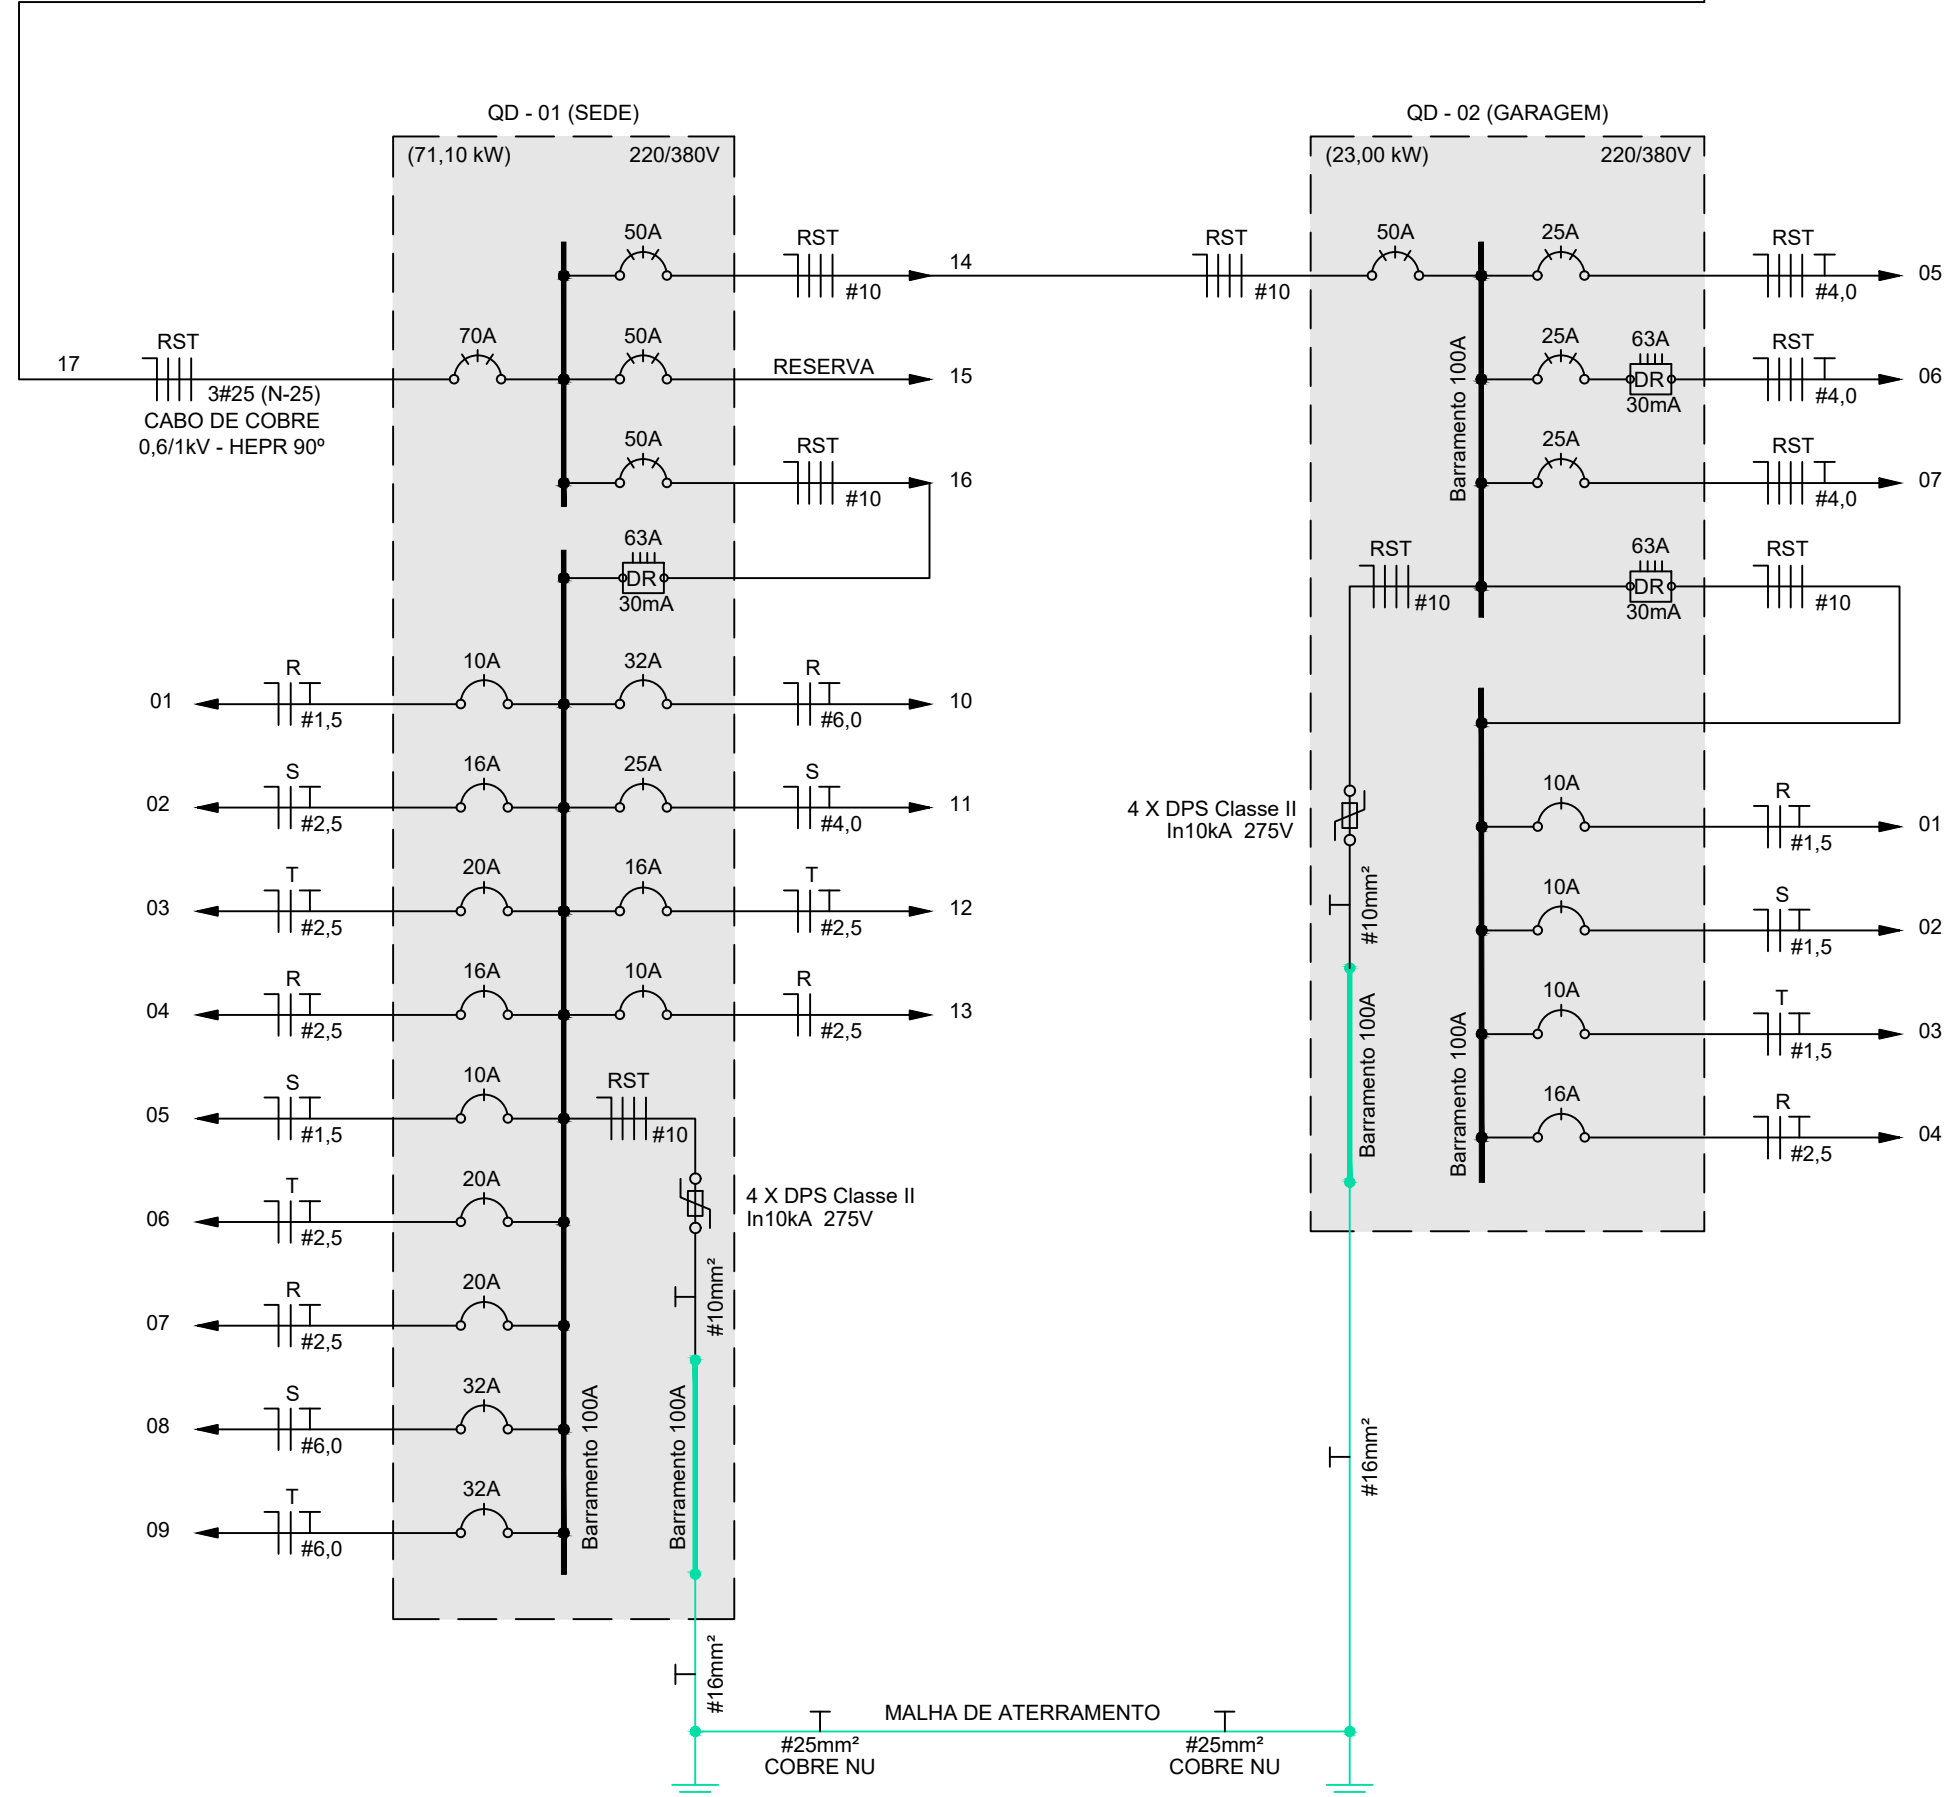 QD - 01 (SEDE)
(71,10 kW) 220/380V
50A
RST
#10
14
17
RST
3#25 (N-25)
CABO DE COBRE
0,6/1kV - HEPR 90º
70A
50A
RESERVA
15
50A
RST
#10
16
63A
DR
30mA
01
R
#1,5
10A
32A
R
#6,0
10
02
S
#2,5
16A
25A
S
#4,0
11
03
T
#2,5
20A
16A
T
#2,5
12
04
R
#2,5
16A
10A
R
#2,5
13
05
S
#1,5
10A
RST
#10
06
T
#2,5
20A
4 X DPS Classe II
In10kA 275V
#10mm²
07
R
#2,5
20A
08
S
#6,0
32A
09
T
#6,0
32A
Barramento 100A
Barramento 100A
#16mm²
QD - 02 (GARAGEM)
(23,00 kW) 220/380V
RST
#10
50A
25A
RST
#4,0
05
Barramento 100A
25A
63A
DR
30mA
RST
#4,0
06
25A
RST
#4,0
07
RST
#10
63A
DR
30mA
RST
#10
4 X DPS Classe II
In10kA 275V
#10mm²
10A
R
#1,5
01
10A
S
#1,5
02
Barramento 100A
Barramento 100A
10A
T
#1,5
03
16A
R
#2,5
04
#16mm²
MALHA DE ATERRAMENTO
#25mm²
COBRE NU
#25mm²
COBRE NU